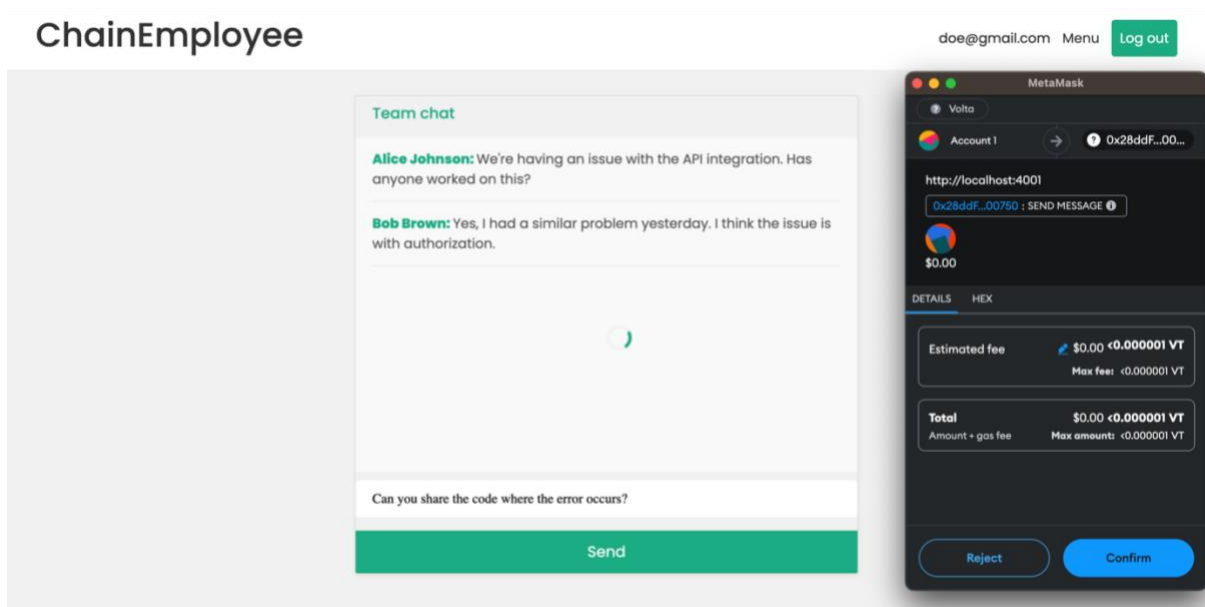 ChainEmployee
doe@gmail.com Menu Log out
Team chat
Alice Johnson: We're having an issue with the API integration. Has
anyone worked on this?
Bob Brown: Yes, I had a similar problem yesterday. I think the issue is
with authorization.
Can you share the code where the error occurs?
Send
MetaMask
Volta
Account 1 0x28ddF...00...
http://localhost:4001
0x28ddF...00750 : SEND MESSAGE
$0.00
DETAILS HEX
Estimated fee $0.00 <0.000001 VT
Max fee: <0.000001 VT
Total $0.00 <0.000001 VT
Amount + gas fee Max amount: <0.000001 VT
Reject Confirm